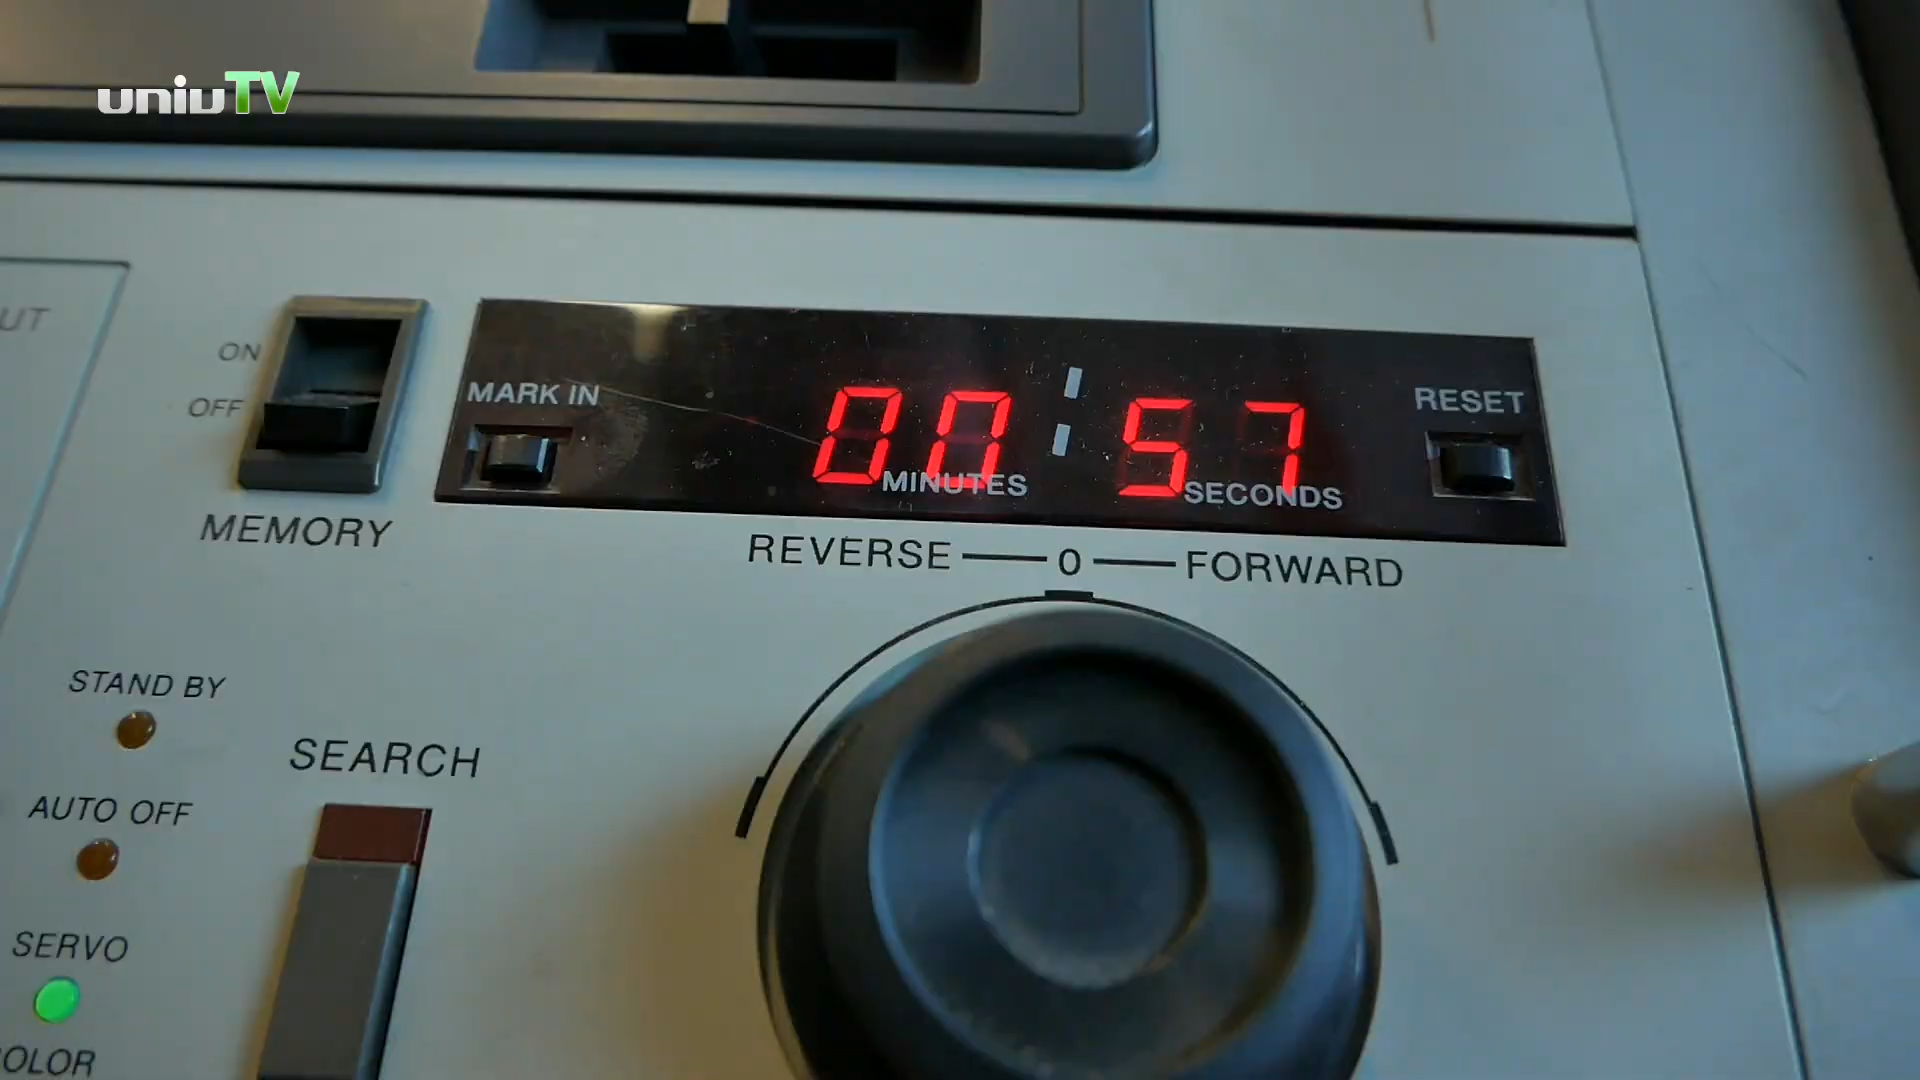 uniuTV
UT
ON
OFF
MEMORY
MARK IN
00 57
MINUTES SECONDS
RESET
REVERSE 0 FORWARD
STAND BY
SEARCH
AUTO OFF
SERVO
OLOR